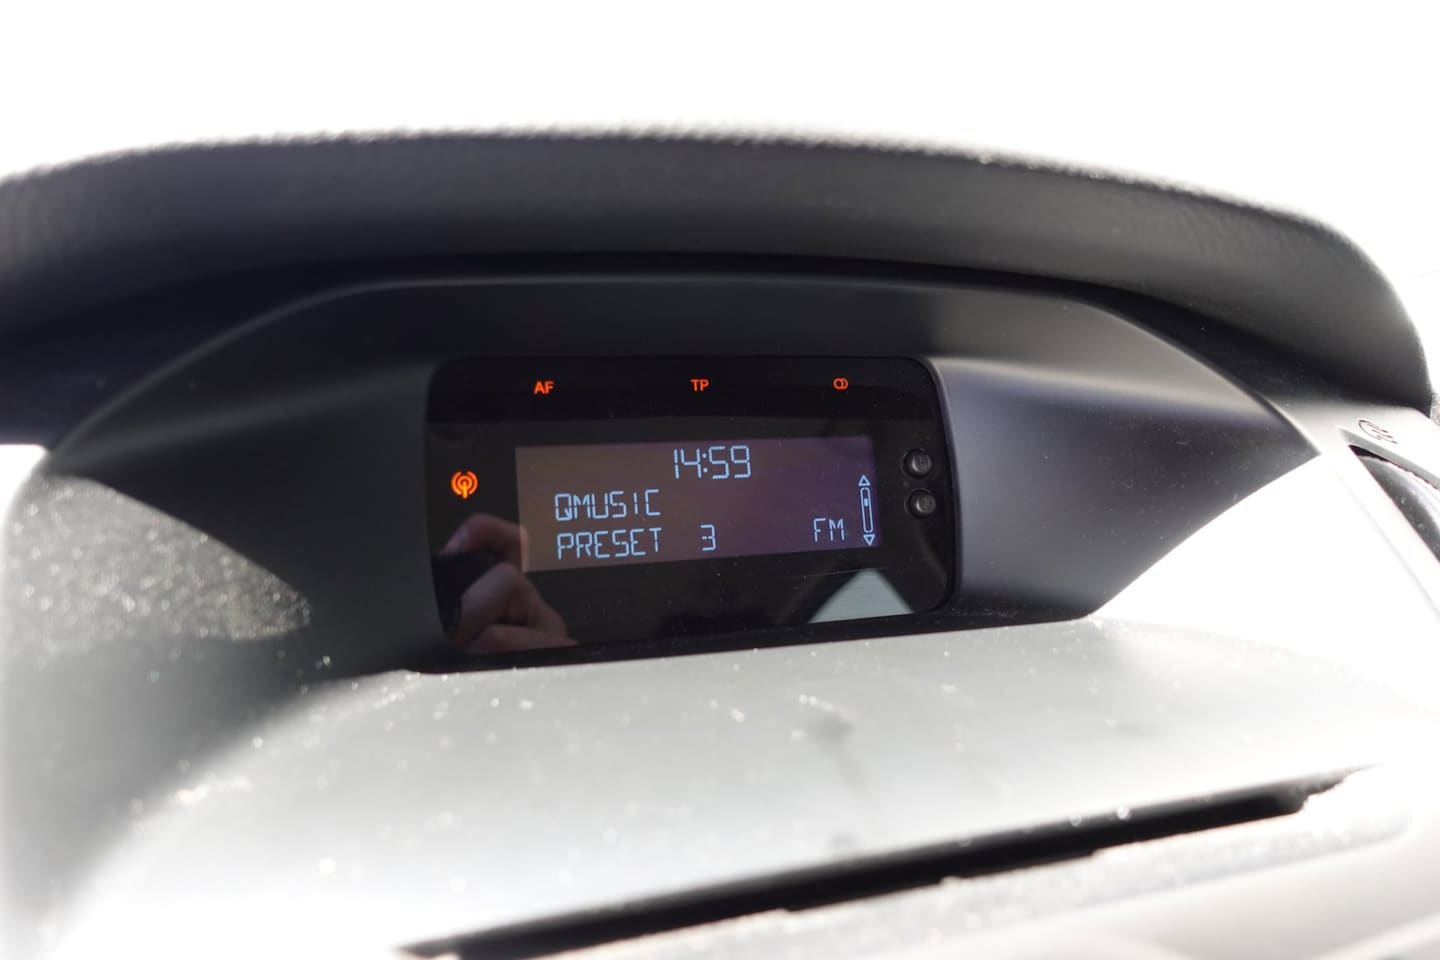 AF TP
14:59
QMUSIC
PRESET 3 FM